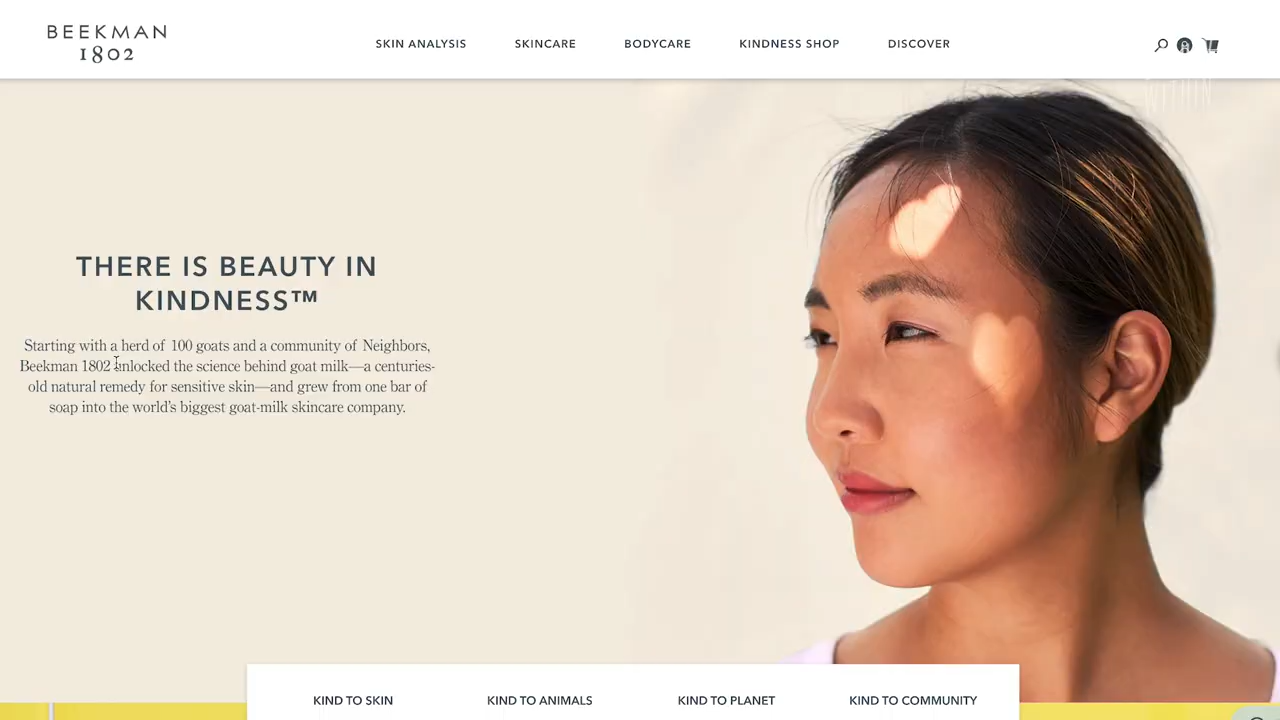 BEEKMAN
1802
SKIN ANALYSIS
SKINCARE
BODYCARE
KINDNESS SHOP
DISCOVER
WITHIN
THERE IS BEAUTY IN
KINDNESS™
Starting with a herd of 100 goats and a community of Neighbors,
Beekman 1802 unlocked the science behind goat milk—a centuries-
old natural remedy for sensitive skin—and grew from one bar of
soap into the world's biggest goat-milk skincare company.
KIND TO SKIN
KIND TO ANIMALS
KIND TO PLANET
KIND TO COMMUNITY